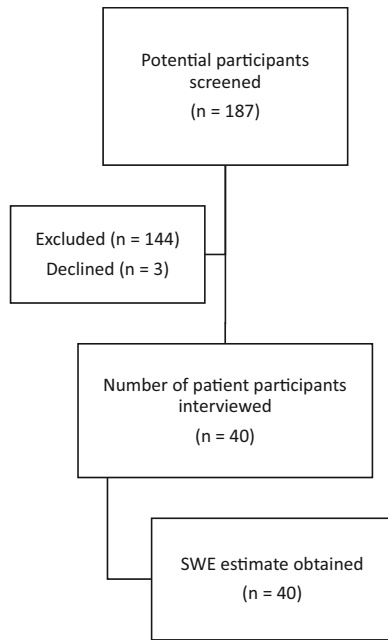 Potential participants
screened
(n = 187)
Excluded (n = 144)
Declined (n = 3)
Number of patient participants
interviewed
(n = 40)
SWE estimate obtained
(n = 40)